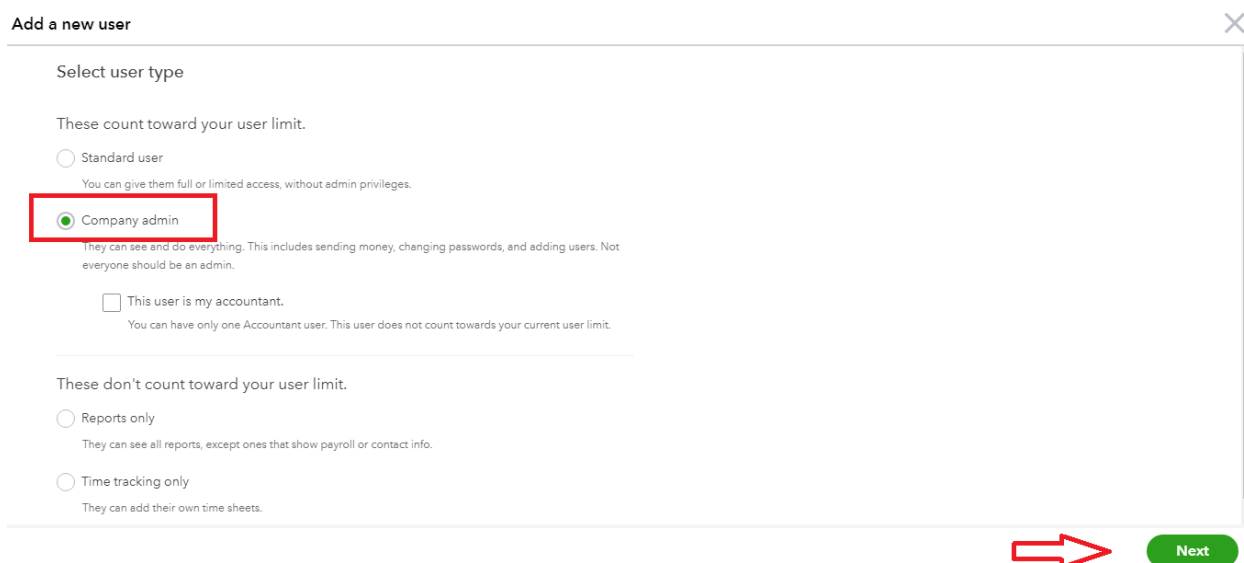 Add a new user
Select user type
These count toward your user limit.
Standard user
You can give them full or limited access, without admin privileges.
Company admin
They can see and do everything. This includes sending money, changing passwords, and adding users. Not
everyone should be an admin.
This user is my accountant.
You can have only one Accountant user. This user does not count towards your current user limit.
These don't count toward your user limit.
Reports only
They can see all reports, except ones that show payroll or contact info.
Time tracking only
They can add their own time sheets.
Next